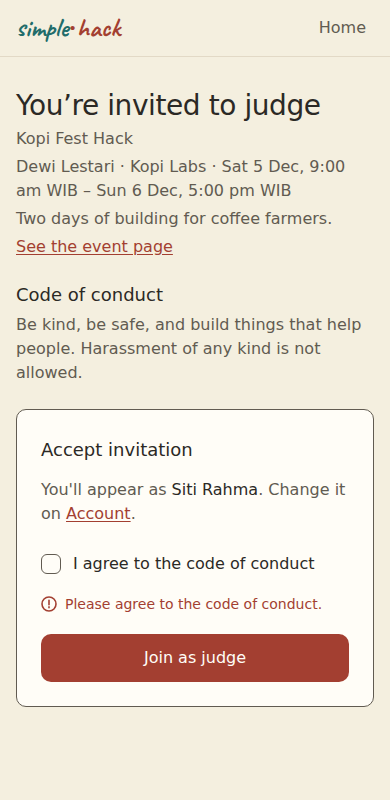 simple·hack
Home
You’re invited to judge
Kopi Fest Hack
Dewi Lestari · Kopi Labs · Sat 5 Dec, 9:00
am WIB – Sun 6 Dec, 5:00 pm WIB
Two days of building for coffee farmers.
See the event page
Code of conduct
Be kind, be safe, and build things that help
people. Harassment of any kind is not
allowed.
Accept invitation
You'll appear as Siti Rahma. Change it
on Account.
I agree to the code of conduct
Please agree to the code of conduct.
Join as judge